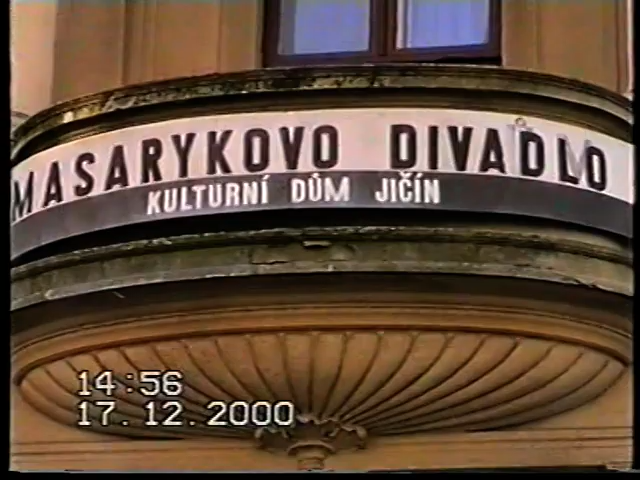 MASARYKOVO DIVADLO
KULTURNÍ DŮM JIČÍN
14:56
17.12.2000